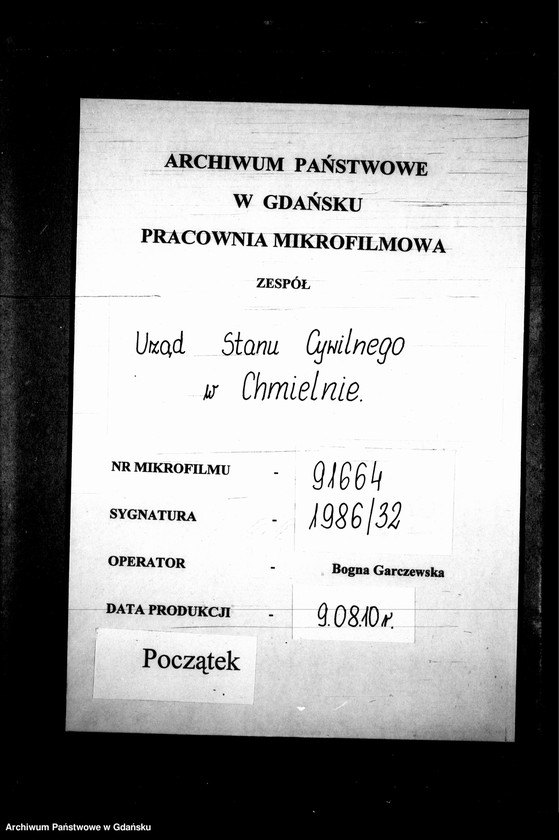 ARCHIWUM PAŃSTWOWE
W GDAŃSKU
PRACOWNIA MIKROFILMOWA
ZESPÓŁ
Urząd Stanu Cywilnego
w Chmielnie.
NR MIKROFILMU - 91664
SYGNATURA - 1986/32
OPERATOR - Bogna Garczewska
DATA PRODUKCJI - 9.08.10 r.
Początek
Archiwum Państwowe w Gdańsku